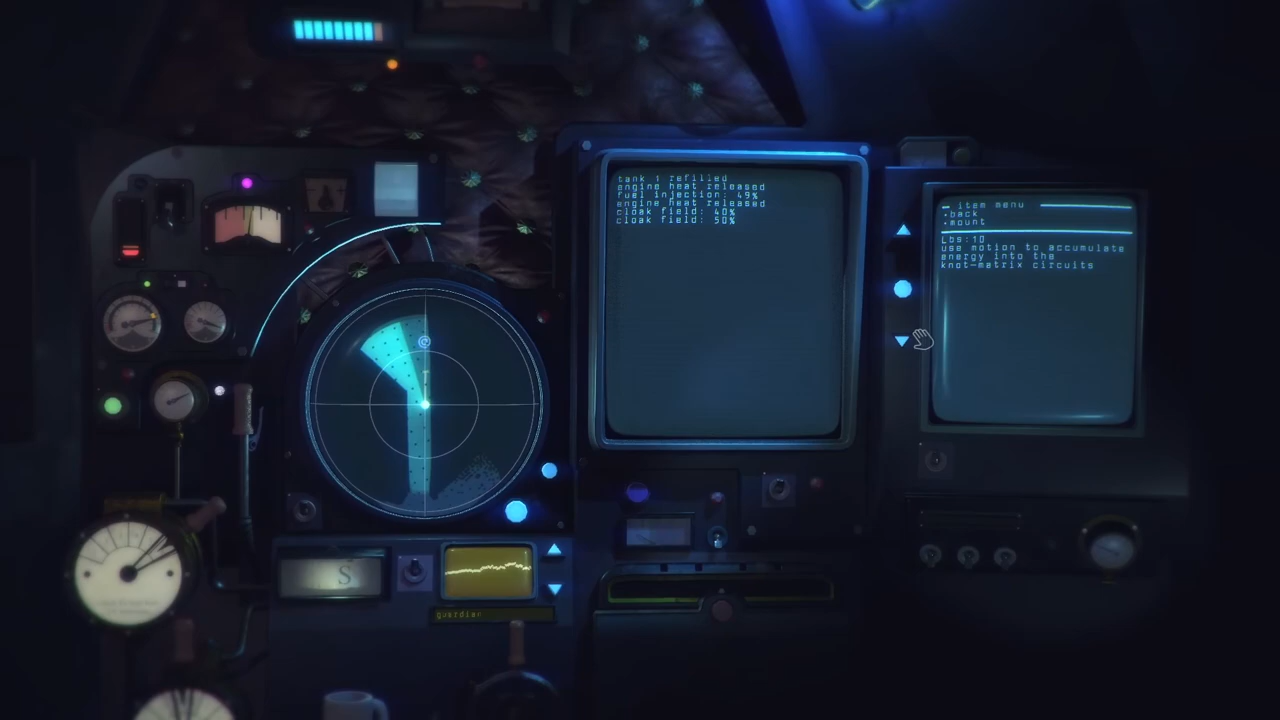 tank 1 refilled
engine heat released
fuel injection: 49%
engine heat released
cloak field: 40%
cloak field: 50%
item menu
•back
•mount
Lbs:10
use motion to accumulate
energy into the
knot-matrix circuits
S
guardian